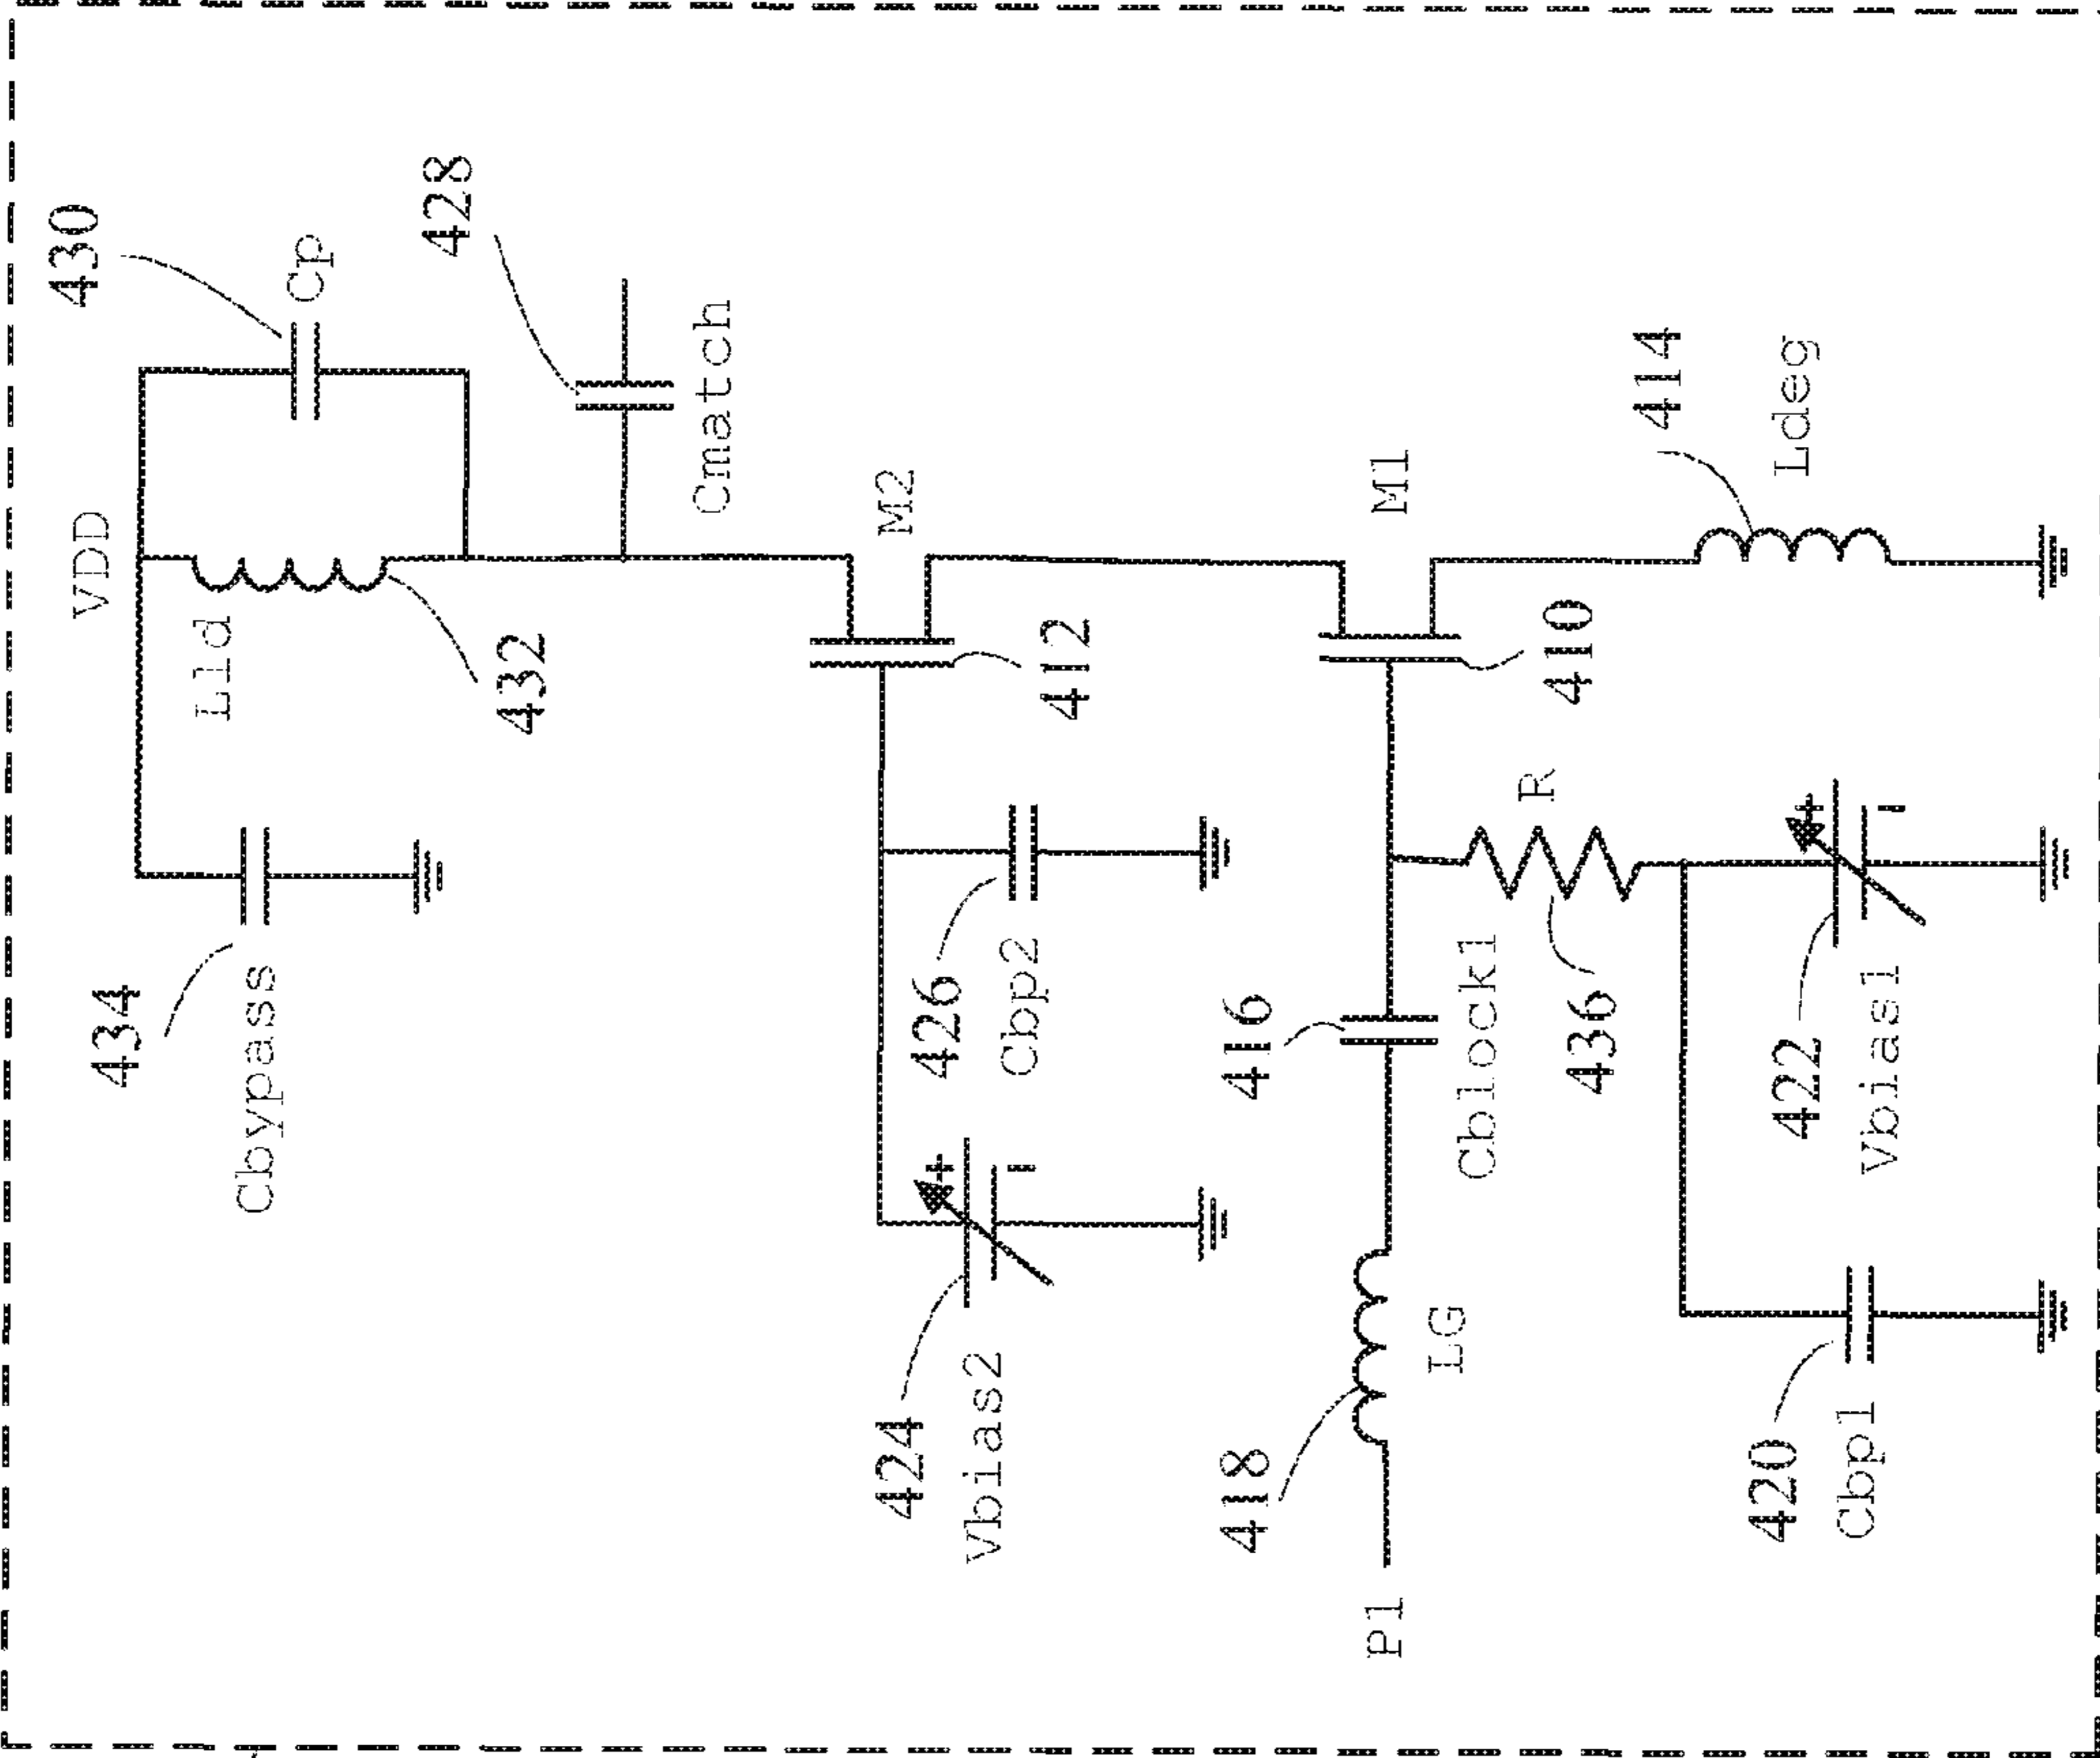 430
Cp
428
VDD
Lld
432
Cmatch
434
Cbypass
M2
412
426
Cbp2
424
Vbias2
M1
410
414
Ldeg
R
416
Cblock1
436
418
LG
P1
422
Vbias1
420
Cbp1
+
-
+
-